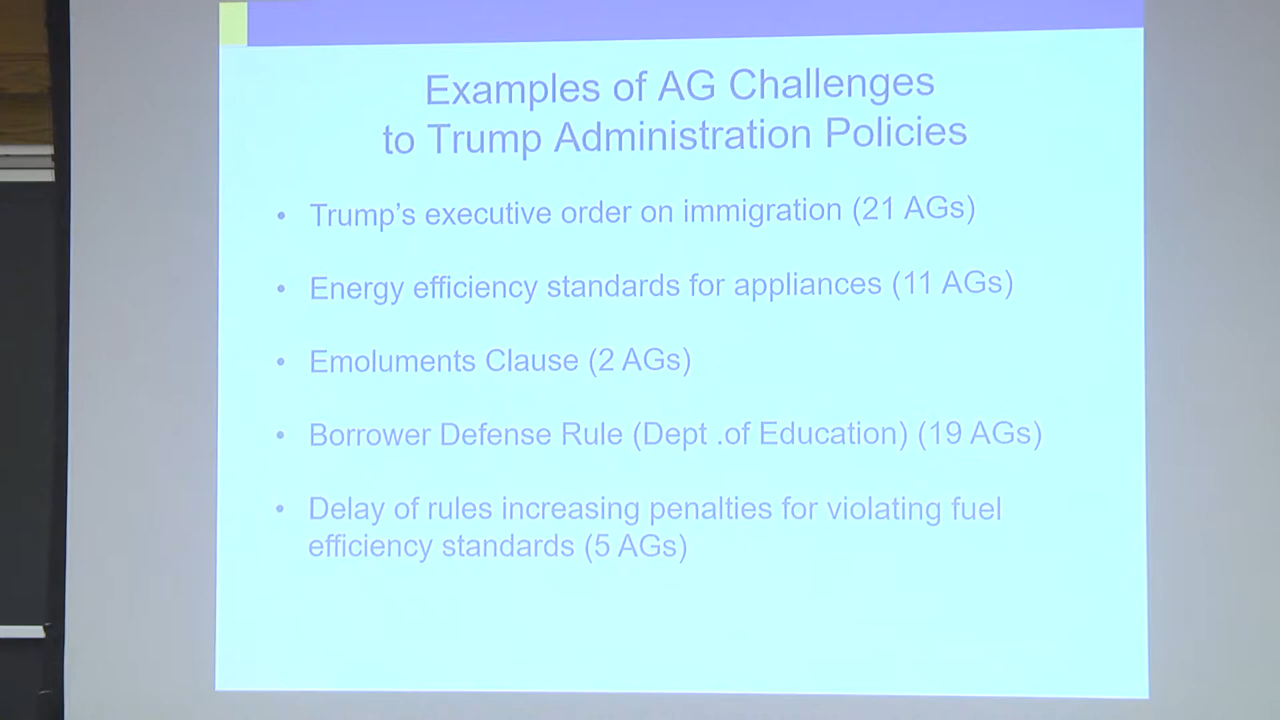 Examples of AG Challenges
to Trump Administration Policies
• Trump's executive order on immigration (21 AGs)
• Energy efficiency standards for appliances (11 AGs)
• Emoluments Clause (2 AGs)
• Borrower Defense Rule (Dept .of Education) (19 AGs)
• Delay of rules increasing penalties for violating fuel
efficiency standards (5 AGs)